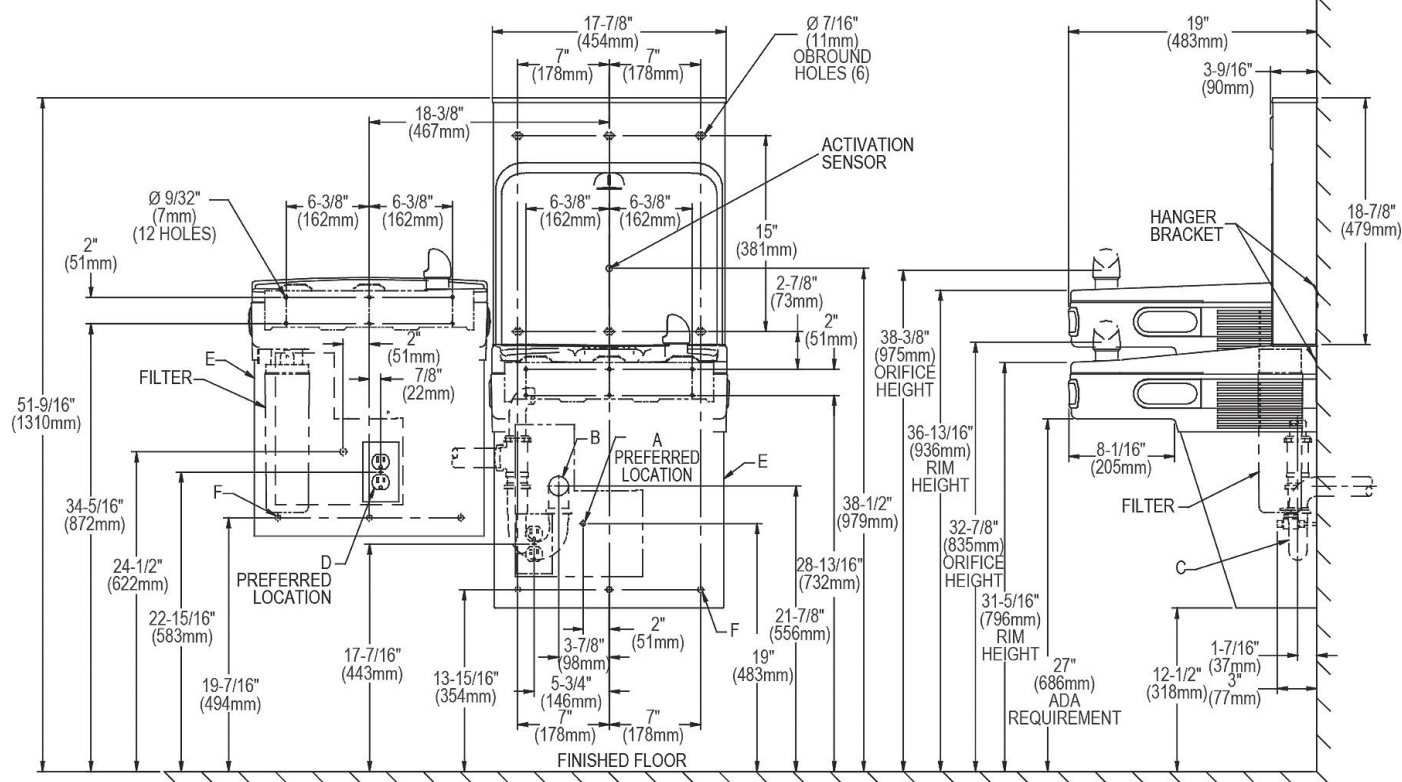 17-7/8"
(454mm)
7"
(178mm)
7"
(178mm)
Ø 7/16"
(11mm)
OBROUND
HOLES (6)
19"
(483mm)
3-9/16"
(90mm)
18-3/8"
(467mm)
ACTIVATION
SENSOR
Ø 9/32"
(7mm)
(12 HOLES)
6-3/8"
(162mm)
6-3/8"
(162mm)
6-3/8"
(162mm)
6-3/8"
(162mm)
15"
(381mm)
HANGER
BRACKET
18-7/8"
(479mm)
2"
(51mm)
2-7/8"
(73mm)
2"
(51mm)
2"
(51mm)
7/8"
(22mm)
E
FILTER
38-3/8"
(975mm)
ORIFICE
HEIGHT
51-9/16"
(1310mm)
B
A
PREFERRED
LOCATION
E
36-13/16"
(936mm)
RIM
HEIGHT
8-1/16"
(205mm)
FILTER
34-5/16"
(872mm)
F
38-1/2"
(979mm)
32-7/8"
(835mm)
ORIFICE
HEIGHT
24-1/2"
(622mm)
D
PREFERRED
LOCATION
28-13/16"
(732mm)
C
22-15/16"
(583mm)
21-7/8"
(556mm)
31-5/16"
(796mm)
RIM
HEIGHT
F
2"
(51mm)
3-7/8"
(98mm)
17-7/16"
(443mm)
19"
(483mm)
1-7/16"
(37mm)
3"
(77mm)
19-7/16"
(494mm)
13-15/16"
(354mm)
5-3/4"
(146mm)
27"
(686mm)
ADA
REQUIREMENT
12-1/2"
(318mm)
7"
(178mm)
7"
(178mm)
FINISHED FLOOR